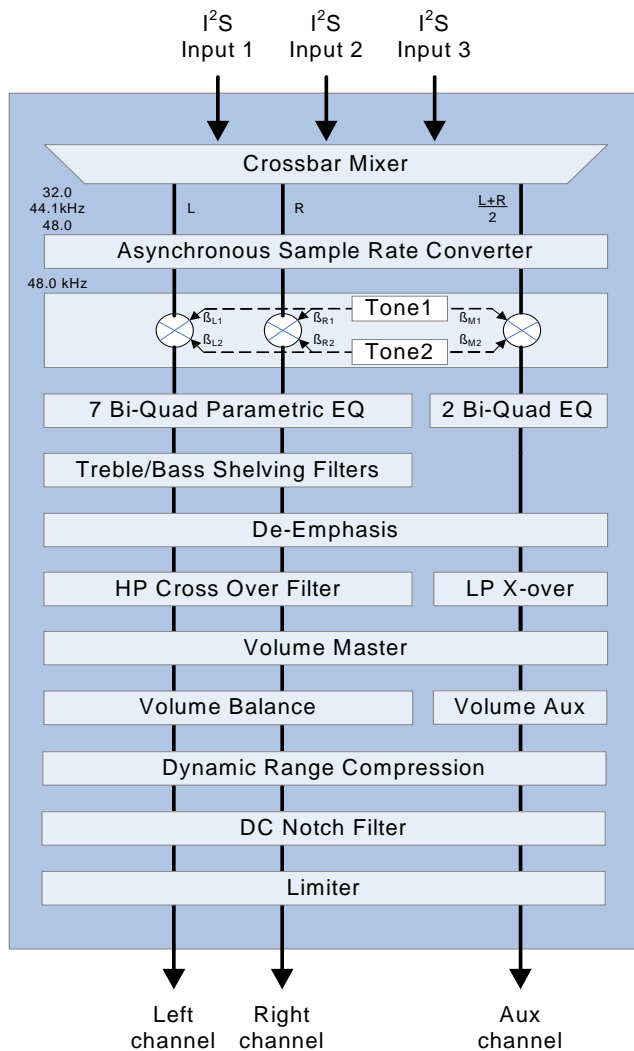 I²S Input 1
I²S Input 2
I²S Input 3
Crossbar Mixer
32.0
44.1kHz
48.0
L
R
L+R
2
Asynchronous Sample Rate Converter
48.0 kHz
Tone1
ßL1
ßR1
ßM1
Tone2
ßL2
ßR2
ßM2
7 Bi-Quad Parametric EQ
2 Bi-Quad EQ
Treble/Bass Shelving Filters
De-Emphasis
HP Cross Over Filter
LP X-over
Volume Master
Volume Balance
Volume Aux
Dynamic Range Compression
DC Notch Filter
Limiter
Left channel
Right channel
Aux channel